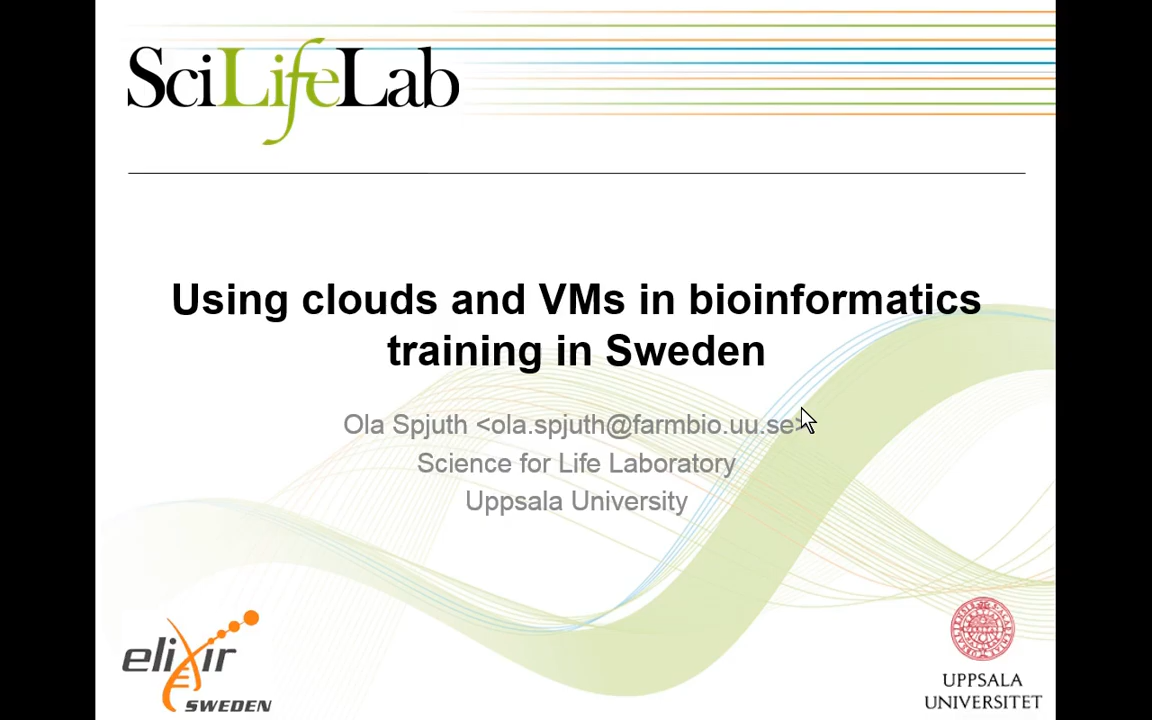 SciLifeLab
Using clouds and VMs in bioinformatics
training in Sweden
Ola Spjuth <ola.spjuth@farmbio.uu.se>
Science for Life Laboratory
Uppsala University
elixir
SWEDEN
UPPSALA
UNIVERSITET